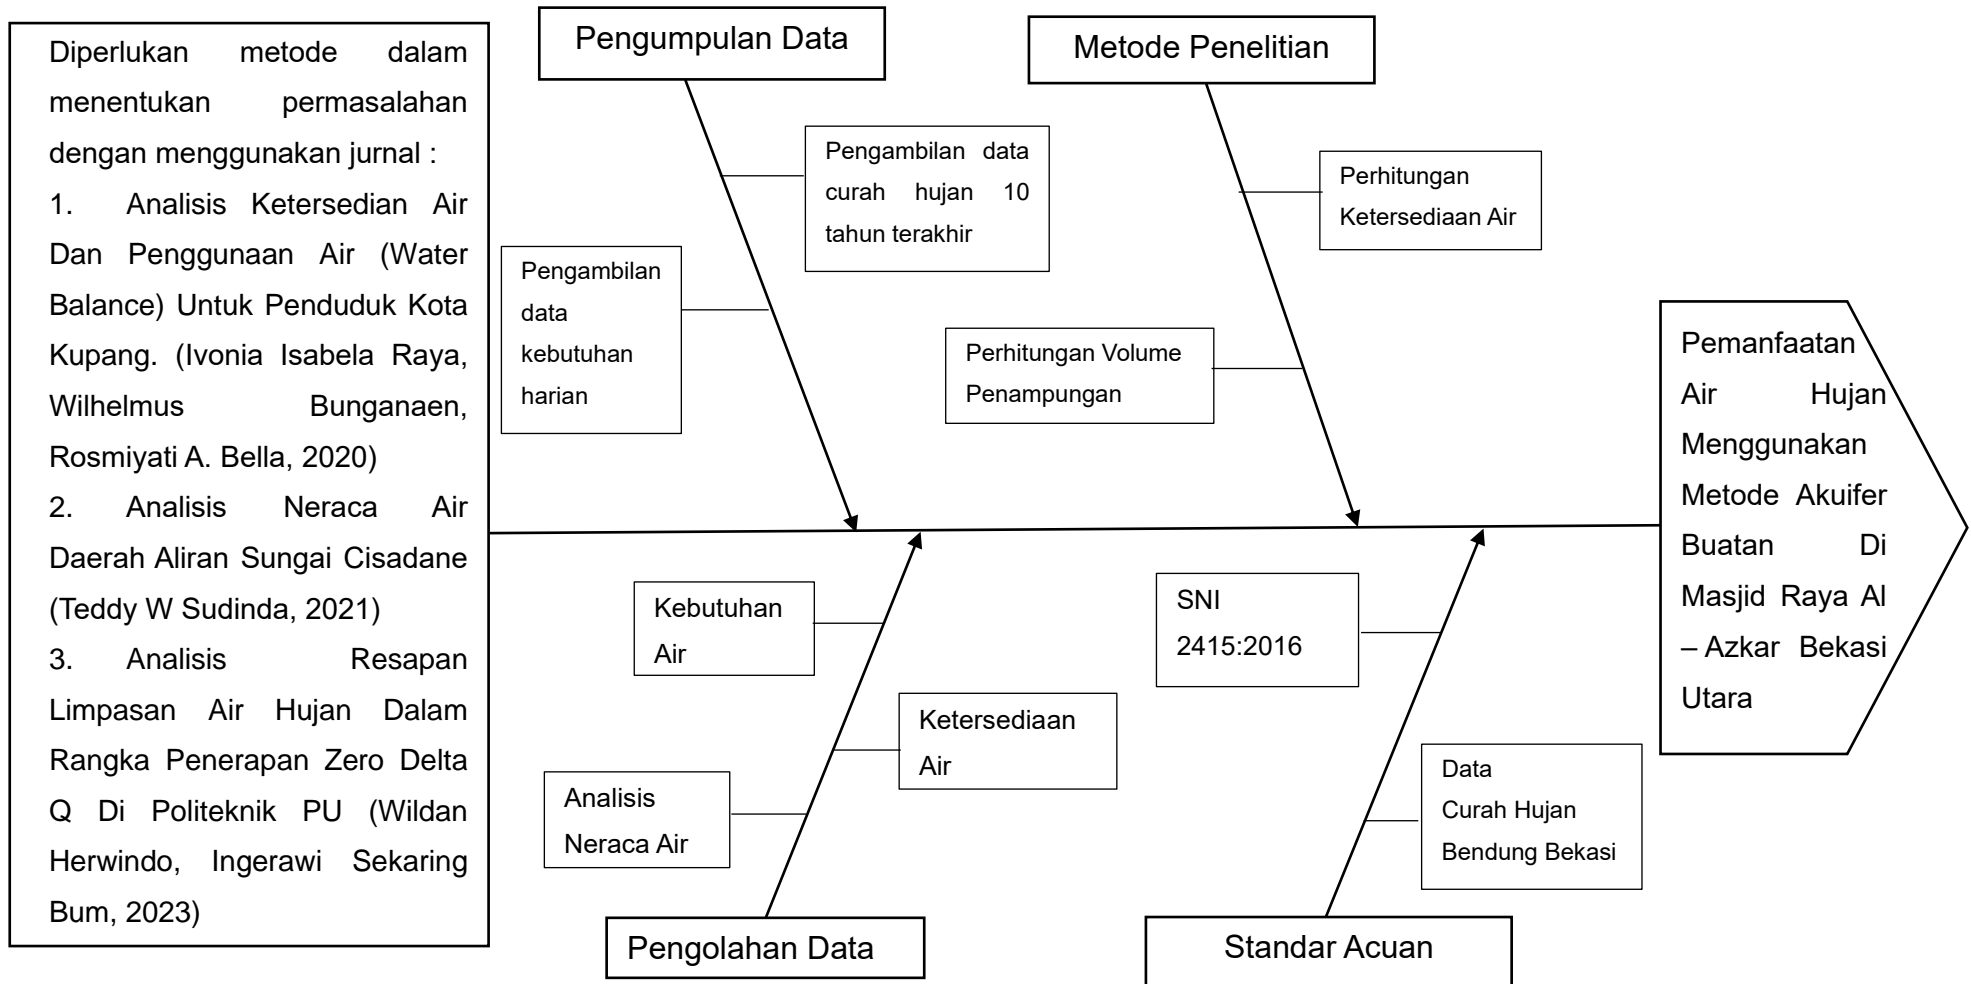 Diperlukan metode dalam
menentukan permasalahan
dengan menggunakan jurnal :
1. Analisis Ketersedian Air
Dan Penggunaan Air (Water
Balance) Untuk Penduduk Kota
Kupang. (Ivonia Isabela Raya,
Wilhelmus Bunganaen,
Rosmiyati A. Bella, 2020)
2. Analisis Neraca Air
Daerah Aliran Sungai Cisadane
(Teddy W Sudinda, 2021)
3. Analisis Resapan
Limpasan Air Hujan Dalam
Rangka Penerapan Zero Delta
Q Di Politeknik PU (Wildan
Herwindo, Ingerawi Sekaring
Bum, 2023)
Pengumpulan Data
Pengambilan data
curah hujan 10
tahun terakhir
Pengambilan
data
kebutuhan
harian
Metode Penelitian
Perhitungan
Ketersediaan Air
Perhitungan Volume
Penampungan
Kebutuhan
Air
Ketersediaan
Air
Analisis
Neraca Air
Pengolahan Data
SNI
2415:2016
Data
Curah Hujan
Bendung Bekasi
Standar Acuan
Pemanfaatan
Air Hujan
Menggunakan
Metode Akuifer
Buatan Di
Masjid Raya Al
– Azkar Bekasi
Utara